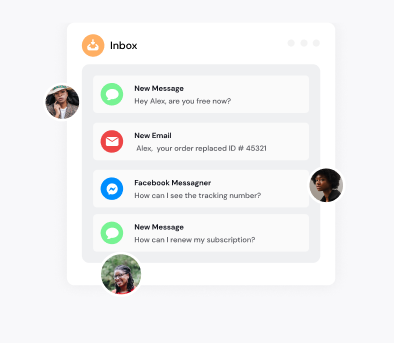 Inbox
New Message
Hey Alex, are you free now?
New Email
Alex, your order replaced ID # 45321
Facebook Messagner
How can I see the tracking number?
New Message
How can I renew my subscription?